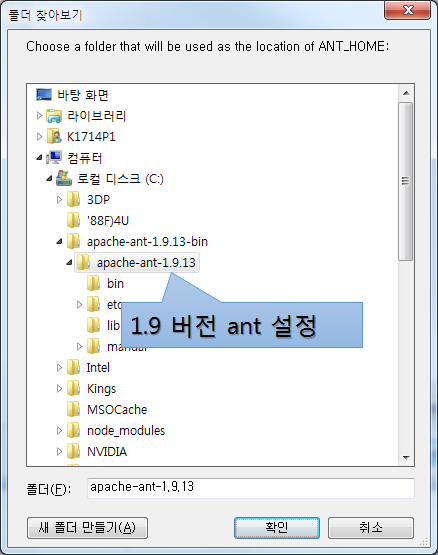 폴더 찾아보기
Choose a folder that will be used as the location of ANT_HOME:
바탕 화면
라이브러리
K1714P1
컴퓨터
로컬 디스크 (C:)
3DP
'88F)4U
apache-ant-1.9.13-bin
apache-ant-1.9.13
bin
etc
lib
manual
1.9 버전 ant 설정
Intel
Kings
MSOCache
node_modules
NVIDIA
폴더(F):
apache-ant-1.9.13
새 폴더 만들기(A)
확인
취소